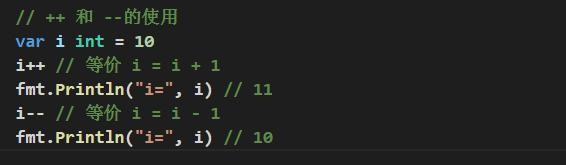 // ++ 和 --的使用
var i int = 10
i++ // 等价 i = i + 1
fmt.Println("i=", i) // 11
i-- // 等价 i = i - 1
fmt.Println("i=", i) // 10